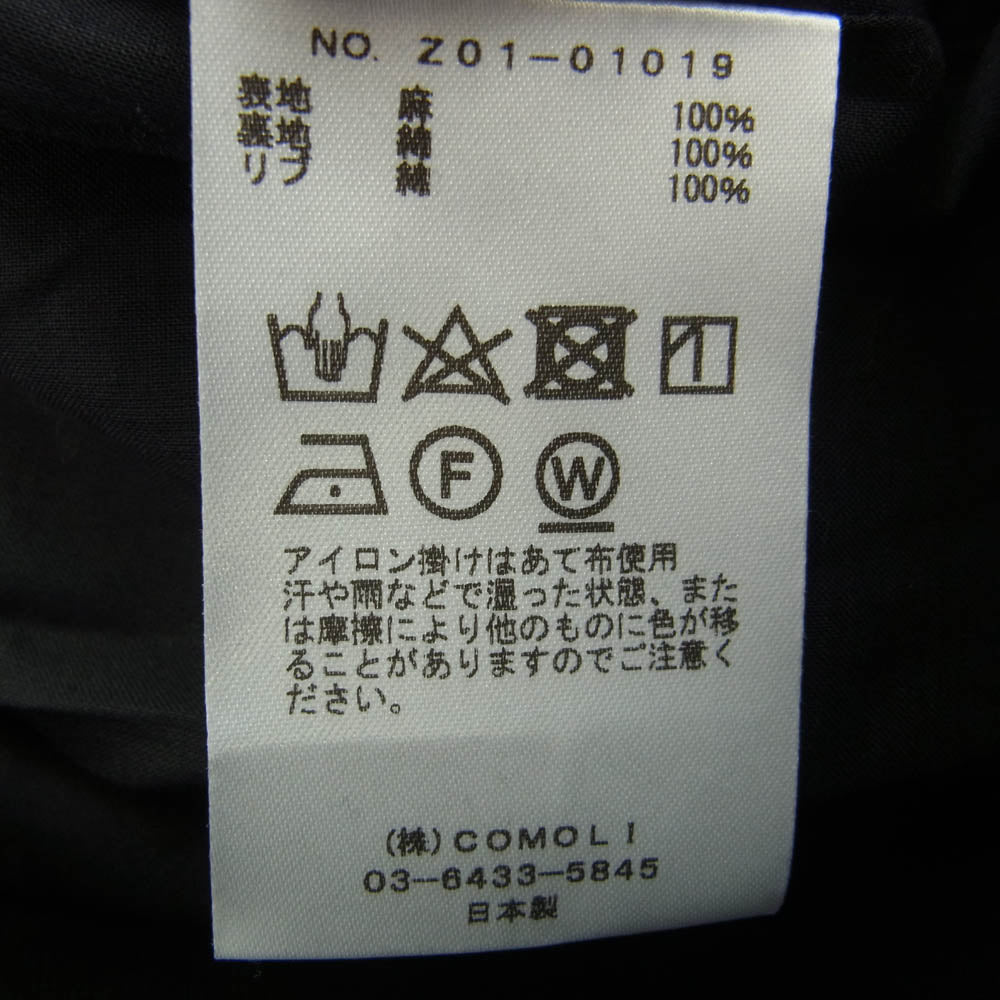 NO. Z01-01019
表地 麻 100%
裏地 綿 100%
リブ 綿 100%
F W
アイロン掛けはあて布使用
汗や雨などで湿った状態、また
は摩擦により他のものに色が移
ることがありますのでご注意く
ださい。
(株)COMOLI
03-6433-5845
日本製